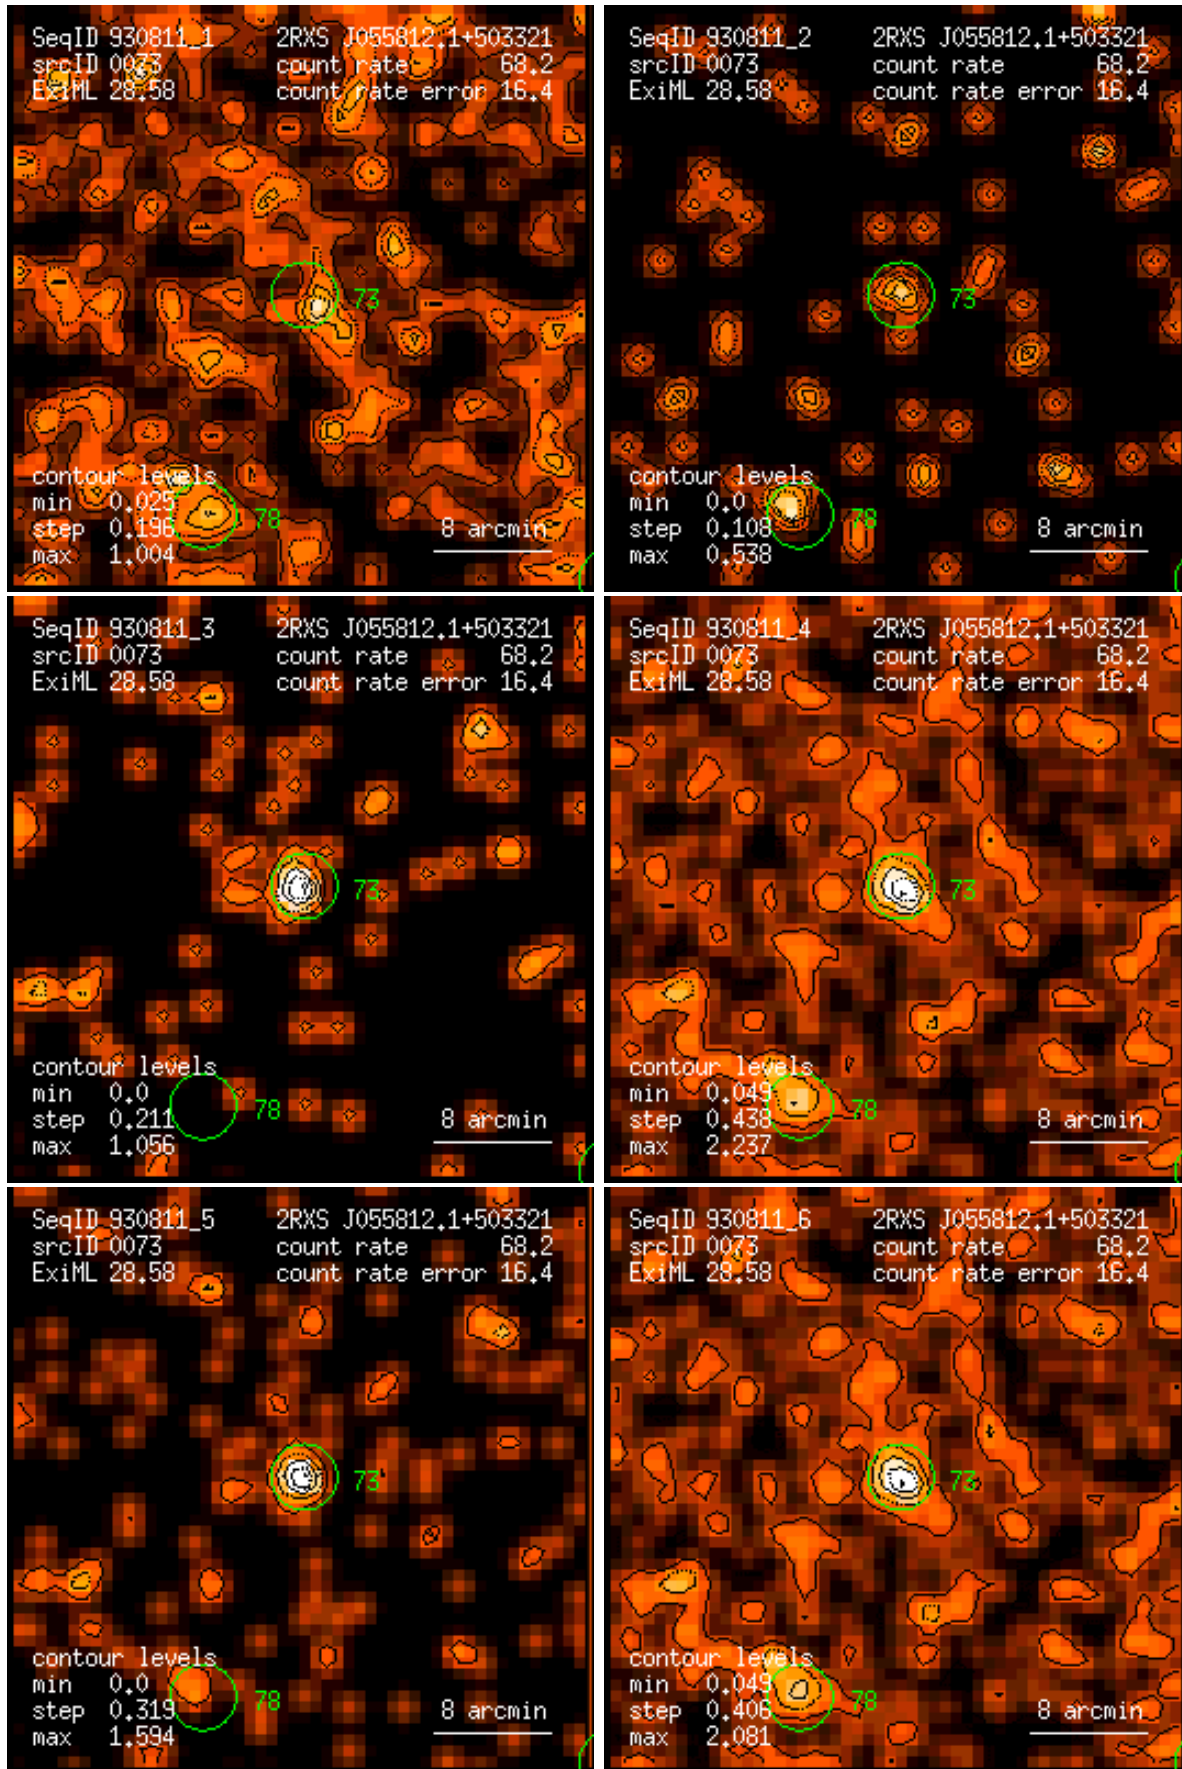 SeqID 930811_1 2RXS J055812.1+503321
srcID 0073 count rate 68.2
ExiML 28.58 count rate error 16.4
73
contour levels
min 0.025
step 0.196 78 8 arcmin
max 1.004
SeqID 930811_2 2RXS J055812.1+503321
srcID 0073 count rate 68.2
ExiML 28.58 count rate error 16.4
73
contour levels
min 0.0
step 0.108 78 8 arcmin
max 0.538
SeqID 930811_3 2RXS J055812.1+503321
srcID 0073 count rate 68.2
ExiML 28.58 count rate error 16.4
73
contour levels
min 0.0
step 0.211 78 8 arcmin
max 1.056
SeqID 930811_4 2RXS J055812.1+503321
srcID 0073 count rate 68.2
ExiML 28.58 count rate error 16.4
73
contour levels
min 0.049
step 0.438 78 8 arcmin
max 2.237
SeqID 930811_5 2RXS J055812.1+503321
srcID 0073 count rate 68.2
ExiML 28.58 count rate error 16.4
73
contour levels
min 0.0
step 0.319 78 8 arcmin
max 1.594
SeqID 930811_6 2RXS J055812.1+503321
srcID 0073 count rate 68.2
ExiML 28.58 count rate error 16.4
73
contour levels
min 0.049
step 0.406 78 8 arcmin
max 2.081